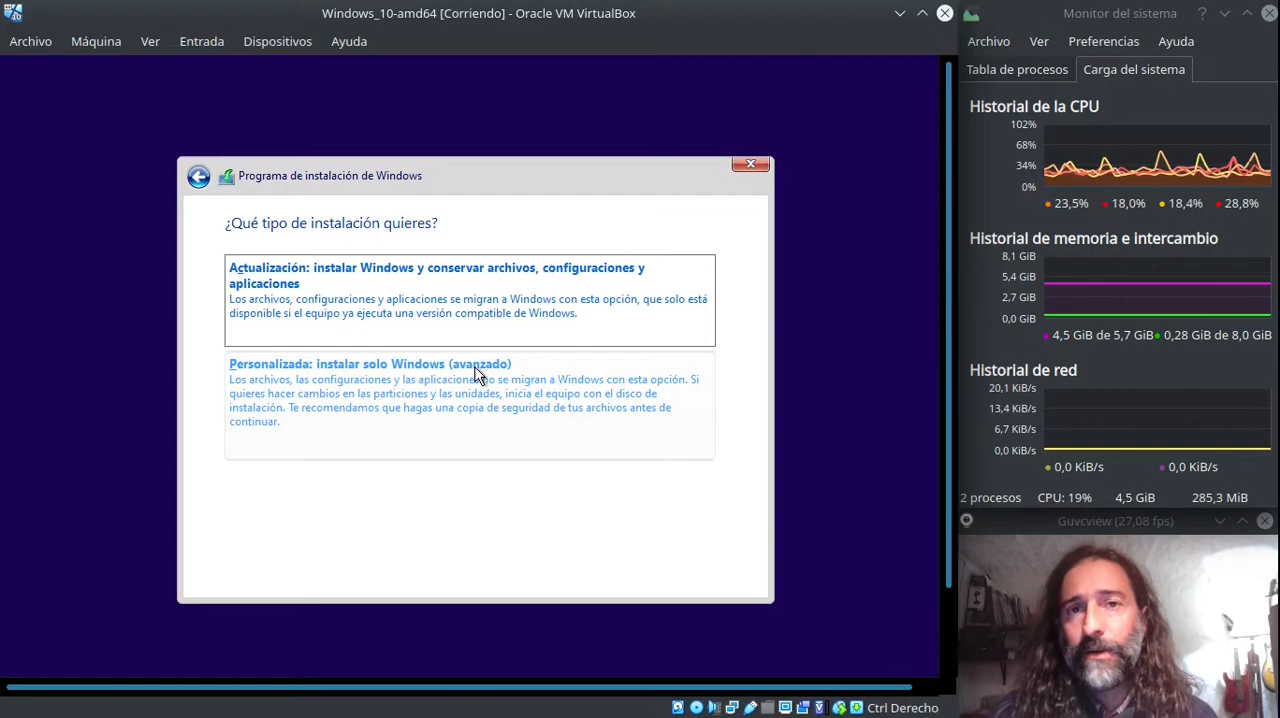 Windows_10-amd64 [Corriendo] - Oracle VM VirtualBox
Archivo Máquina Ver Entrada Dispositivos Ayuda
Programa de instalación de Windows
¿Qué tipo de instalación quieres?
Actualización: instalar Windows y conservar archivos, configuraciones y
aplicaciones
Los archivos, configuraciones y aplicaciones se migran a Windows con esta opción, que solo está
disponible si el equipo ya ejecuta una versión compatible de Windows.
Personalizada: instalar solo Windows (avanzado)
Los archivos, las configuraciones y las aplicaciones no se migran a Windows con esta opción. Si
quieres hacer cambios en las particiones y las unidades, inicia el equipo con el disco de
instalación. Te recomendamos que hagas una copia de seguridad de tus archivos antes de
continuar.
Ctrl Derecho
Monitor del sistema
Archivo Ver Preferencias Ayuda
Tabla de procesos Carga del sistema
Historial de la CPU
102%
68%
34%
0%
23,5% 18,0% 18,4% 28,8%
Historial de memoria e intercambio
8,1 GiB
5,4 GiB
2,7 GiB
0,0 GiB
4,5 GiB de 5,7 GiB 0,28 GiB de 8,0 GiB
Historial de red
20,1 KiB/s
13,4 KiB/s
6,7 KiB/s
0,0 KiB/s
0,0 KiB/s 0,0 KiB/s
2 procesos CPU: 19% 4,5 GiB 285,3 MiB
Guvcview (27,08 fps)